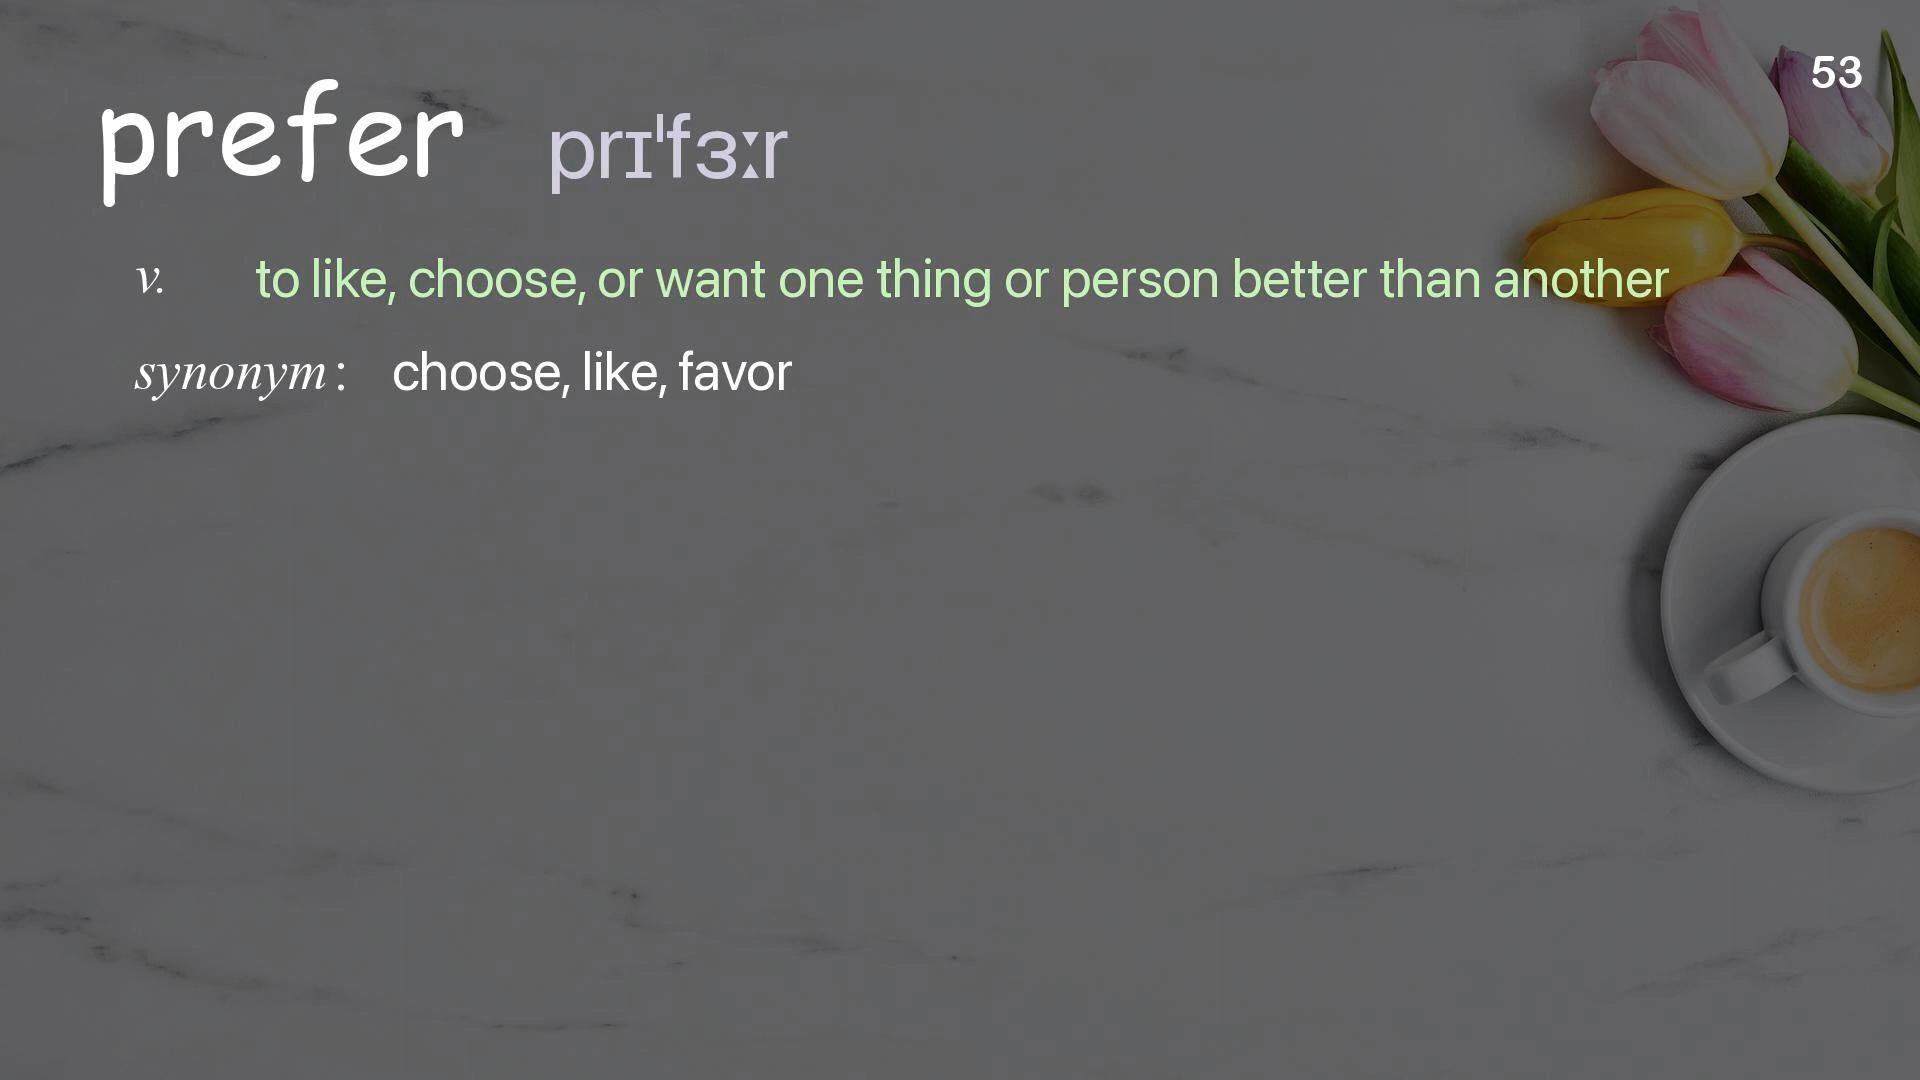 53
prefer prɪˈfɜːr
v. to like, choose, or want one thing or person better than another
synonym: choose, like, favor